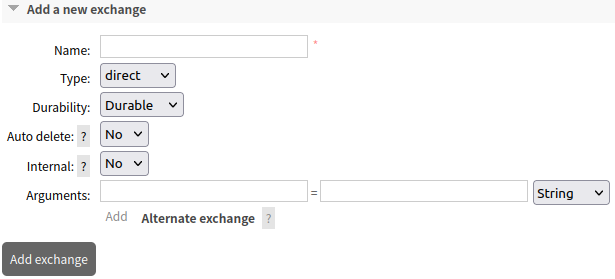 Add a new exchange
Name: *
Type: direct
Durability: Durable
Auto delete: ? No
Internal: ? No
Arguments: = String
Add Alternate exchange ?
Add exchange